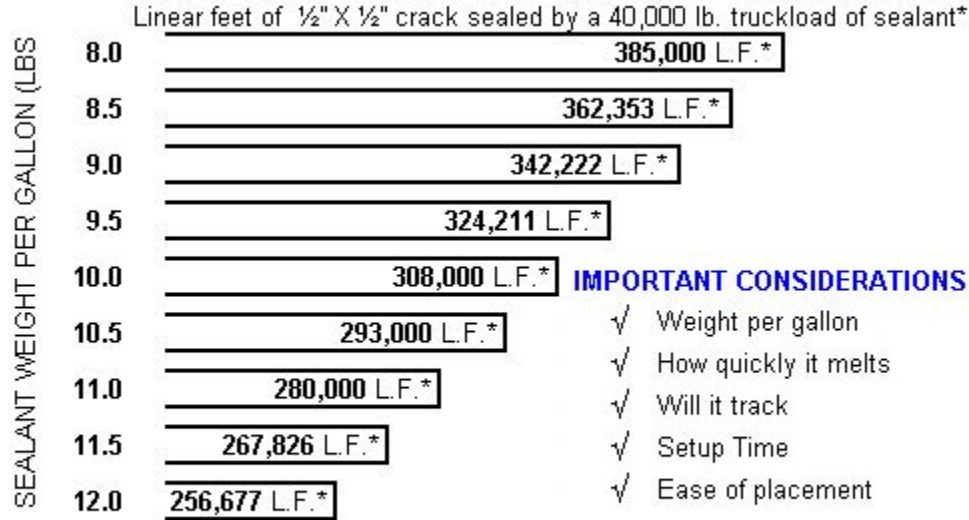 Linear feet of ½" X ½" crack sealed by a 40,000 lb. truckload of sealant*
SEALANT WEIGHT PER GALLON (LBS
8.0 385,000 L.F.*
8.5 362,353 L.F.*
9.0 342,222 L.F.*
9.5 324,211 L.F.*
10.0 308,000 L.F.*
10.5 293,000 L.F.*
11.0 280,000 L.F.*
11.5 267,826 L.F.*
12.0 256,677 L.F.*
IMPORTANT CONSIDERATIONS
√ Weight per gallon
√ How quickly it melts
√ Will it track
√ Setup Time
√ Ease of placement